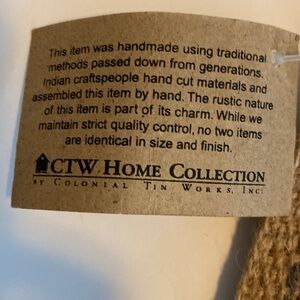 This item was handmade using traditional
methods passed down from generations.
Indian craftspeople hand cut materials and
assembled this item by hand. The rustic nature
of this item is part of its charm. While we
maintain strict quality control, no two items
are identical in size and finish.
CTW HOME COLLECTION
BY COLONIAL TIN WORKS, INC.